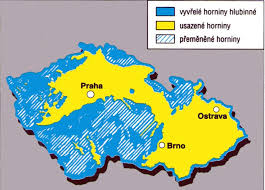 vyvřelé horniny hlubinné
usazené horniny
přeměněné horniny
Praha
Ostrava
Brno